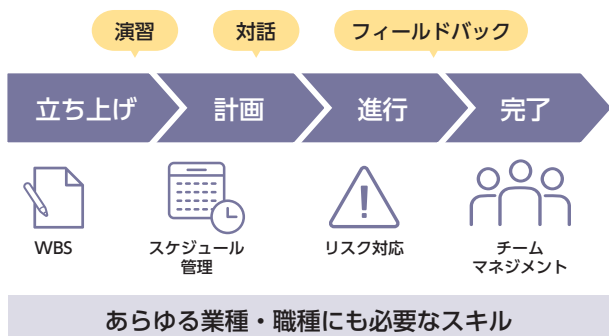 演習
対話
フィールドバック
立ち上げ
計画
進行
完了
WBS
スケジュール
管理
リスク対応
チーム
マネジメント
あらゆる業種・職種にも必要なスキル